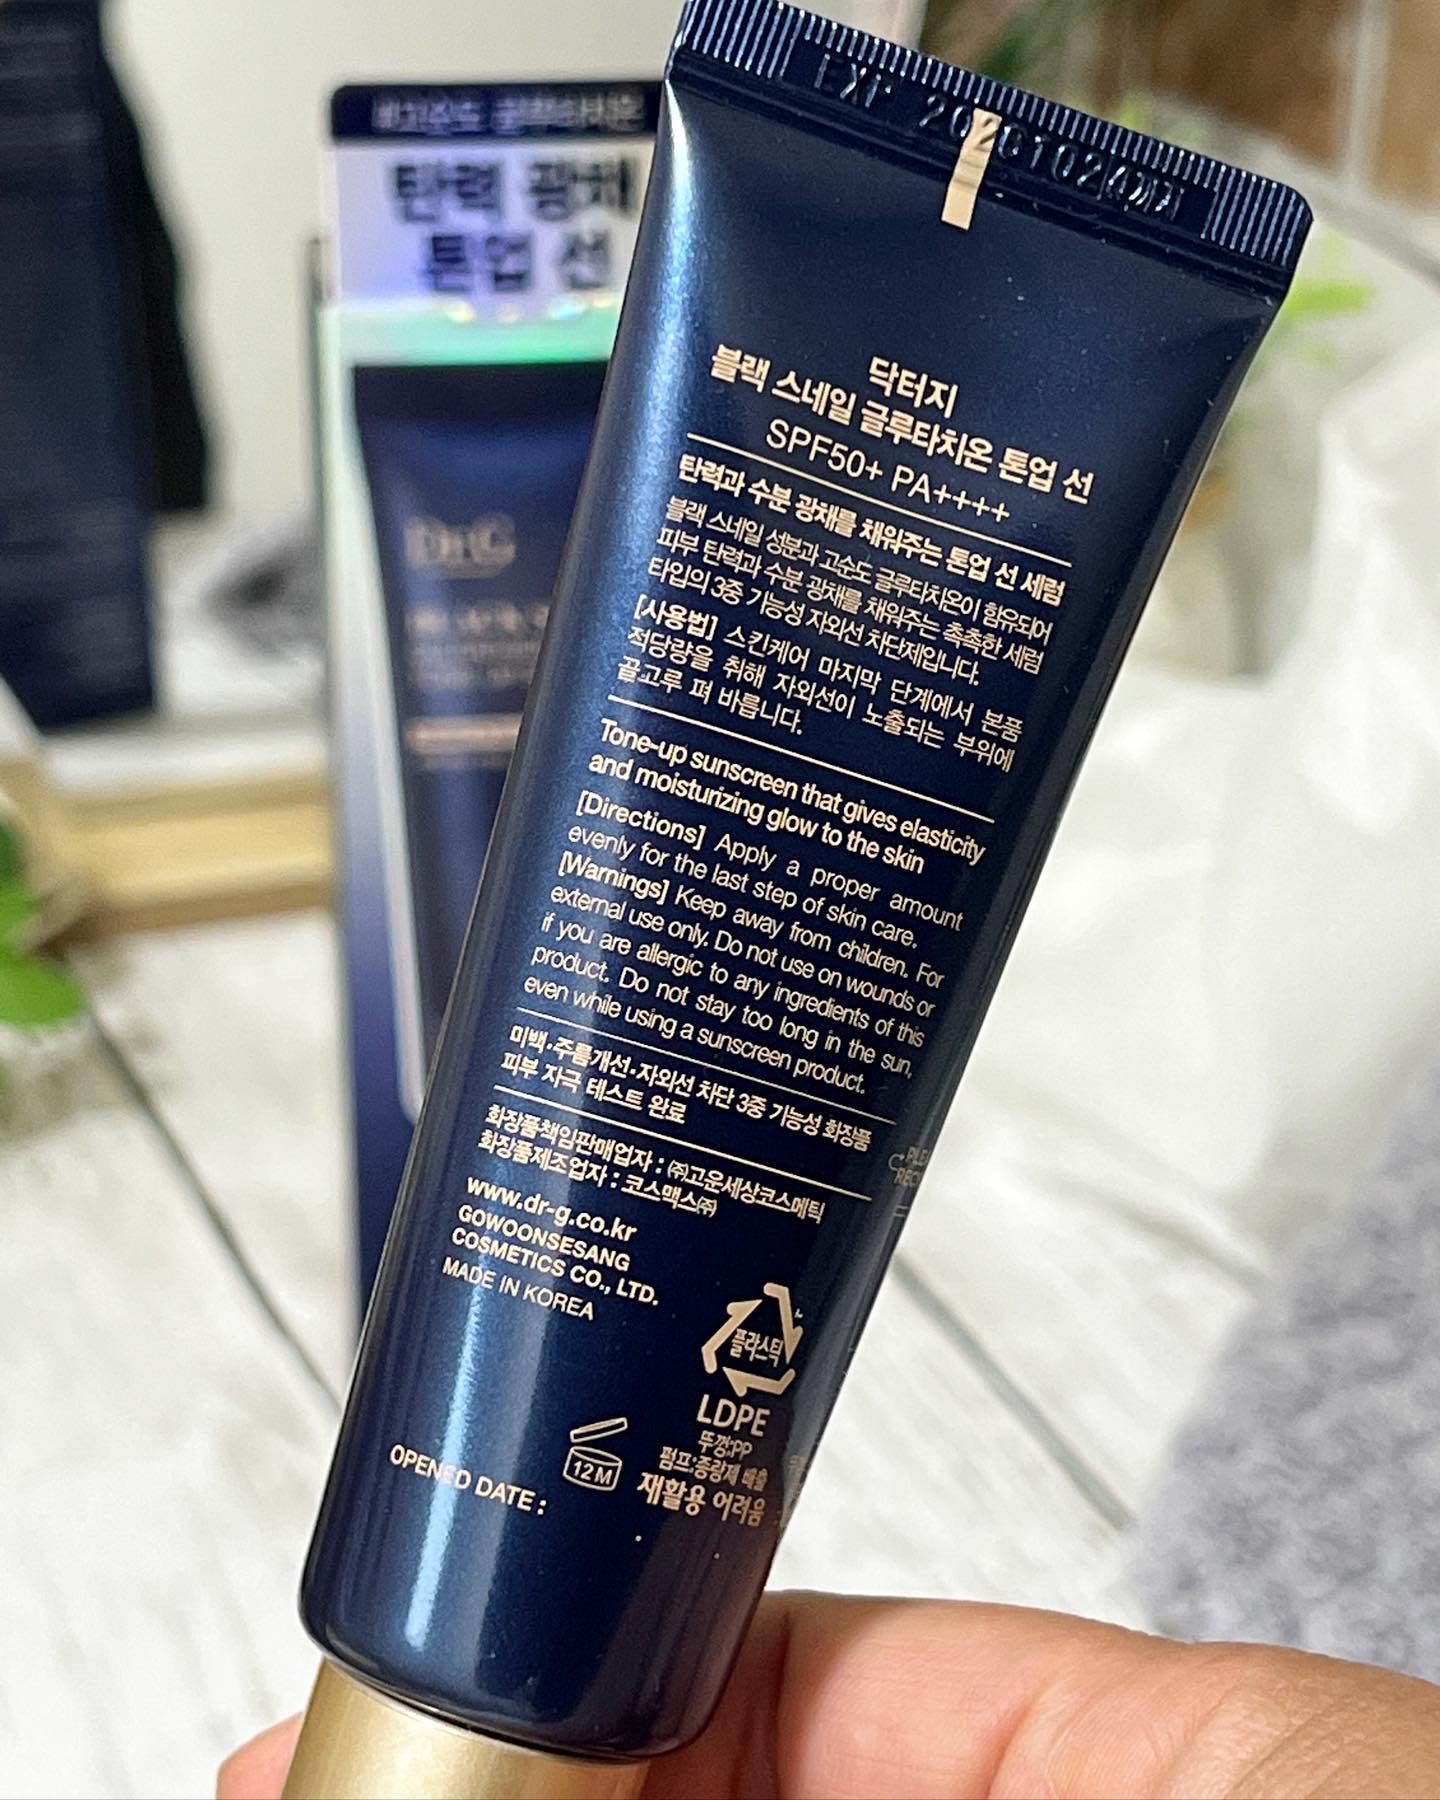 EXP 20261024까지
탄력 광채
톤업 선
Dr.G
닥터지
블랙 스네일 글루타치온 톤업 선
SPF50+ PA++++
탄력과 수분 광채를 채워주는 톤업 선 세럼
블랙 스네일 성분과 고순도 글루타치온이 함유되어
피부 탄력과 수분 광채를 채워주는 촉촉한 세럼
타입의 3중 기능성 자외선 차단제입니다.
[사용법] 스킨케어 마지막 단계에서 본품
적당량을 취해 자외선이 노출되는 부위에
골고루 펴 바릅니다.
Tone-up sunscreen that gives elasticity
and moisturizing glow to the skin
[Directions] Apply a proper amount
evenly for the last step of skin care.
[Warnings] Keep away from children. For
external use only. Do not use on wounds or
if you are allergic to any ingredients of this
product. Do not stay too long in the sun,
even while using a sunscreen product.
미백·주름개선·자외선 차단 3중 기능성 화장품
피부 자극 테스트 완료
화장품책임판매업자 : ㈜고운세상코스메틱
화장품제조업자 : 코스맥스㈜
www.dr-g.co.kr
GOWOONSESANG
COSMETICS CO., LTD.
MADE IN KOREA
플라스틱
LDPE
뚜껑:PP
펌프:종량제 배출
재활용 어려움
12M
OPENED DATE :